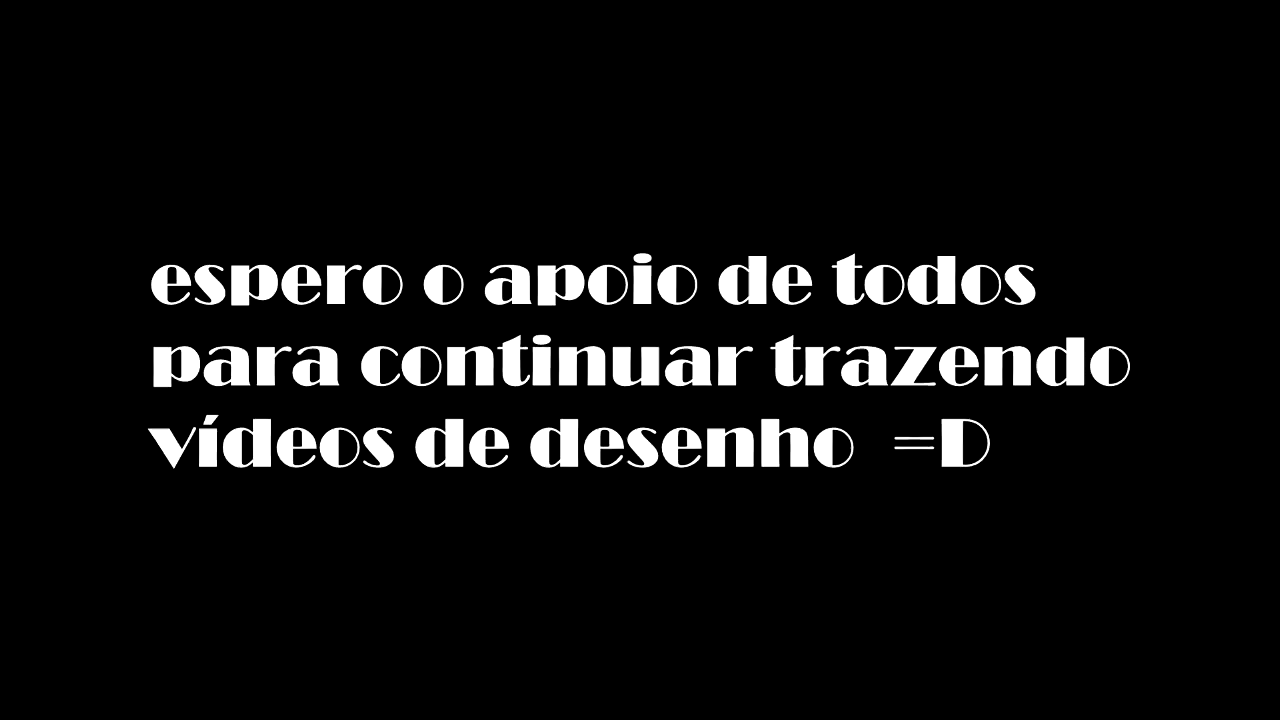 espero o apoio de todos
para continuar trazendo
vídeos de desenho =D